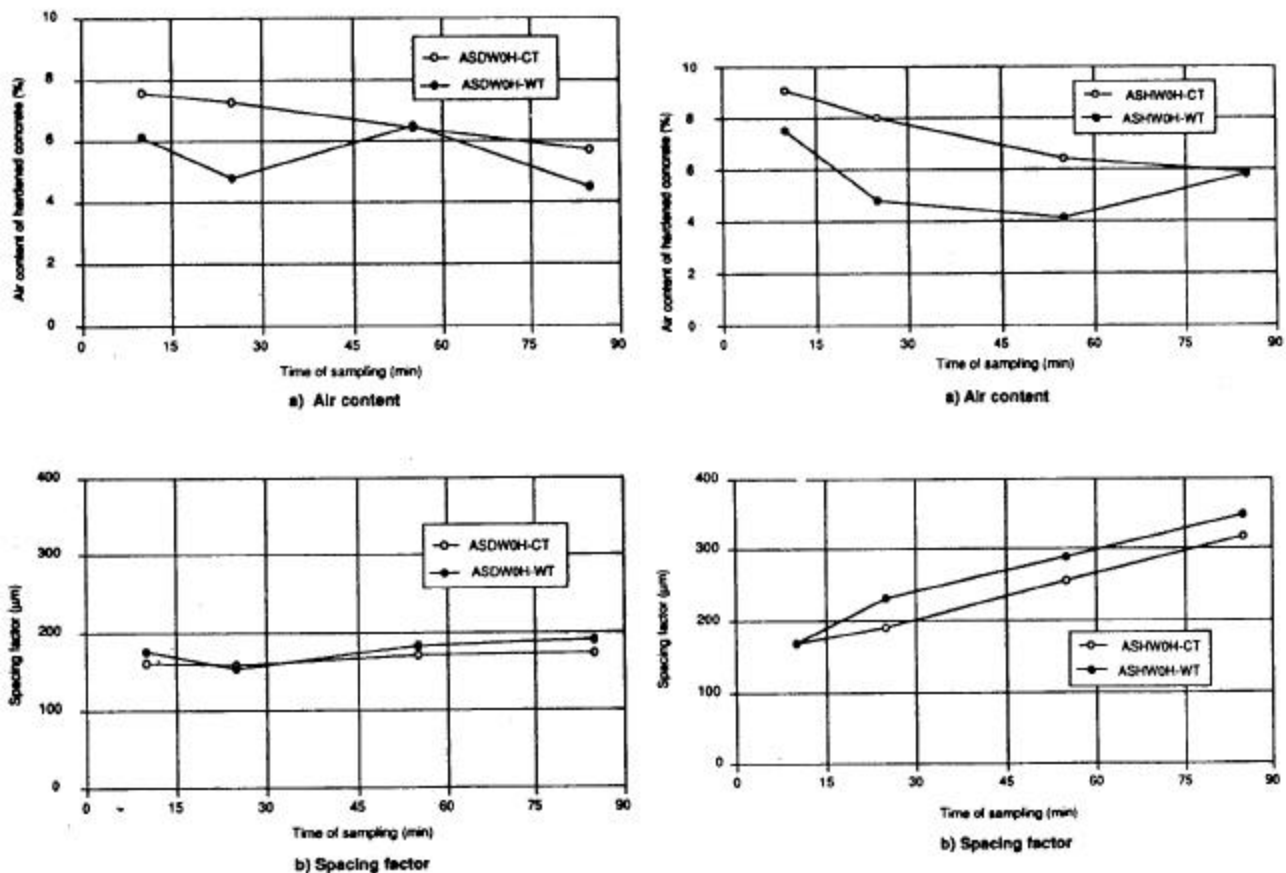 10
8
6
4
2
0
Air content of hardened concrete (%)
ASDW0H-CT
ASDW0H-WT
0 15 30 45 60 75 90
Time of sampling (min)
a) Air content
10
8
6
4
2
0
Air content of hardened concrete (%)
ASHW0H-CT
ASHW0H-WT
0 15 30 45 60 75 90
Time of sampling (min)
a) Air content
400
300
200
100
0
Spacing factor (µm)
ASDW0H-CT
ASDW0H-WT
0 15 30 45 60 75 90
Time of sampling (min)
b) Spacing factor
400
300
200
100
0
Spacing factor (µm)
ASHW0H-CT
ASHW0H-WT
0 15 30 45 60 75 90
Time of sampling (min)
b) Spacing factor